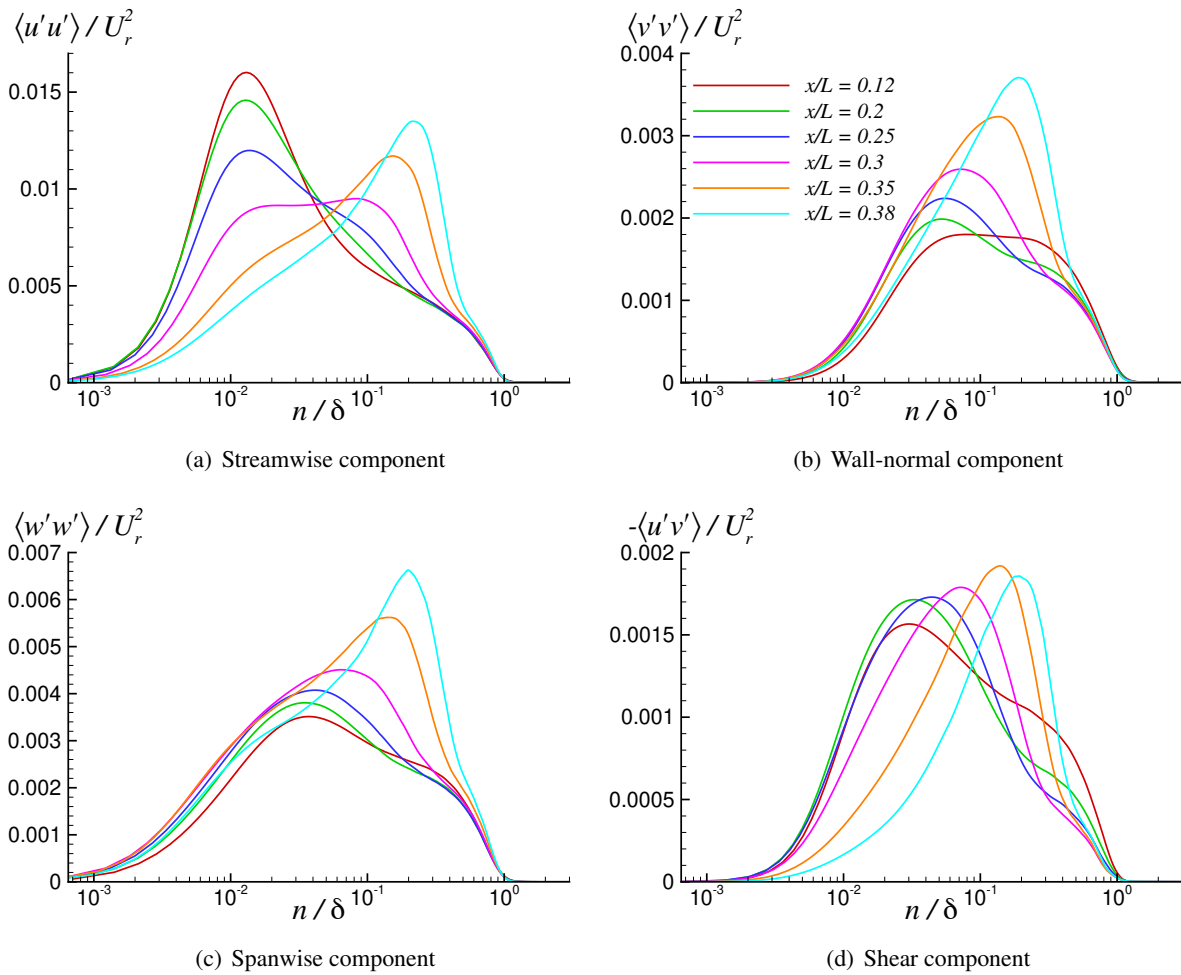 ⟨u'u'⟩ / U_r^2
0.015
0.01
0.005
0
10^-3 10^-2 10^-1 10^0
n / δ
(a) Streamwise component
⟨v'v'⟩ / U_r^2
0.004
0.003
0.002
0.001
0
x/L = 0.12
x/L = 0.2
x/L = 0.25
x/L = 0.3
x/L = 0.35
x/L = 0.38
10^-3 10^-2 10^-1 10^0
n / δ
(b) Wall-normal component
⟨w'w'⟩ / U_r^2
0.007
0.006
0.005
0.004
0.003
0.002
0.001
0
10^-3 10^-2 10^-1 10^0
n / δ
(c) Spanwise component
-⟨u'v'⟩ / U_r^2
0.002
0.0015
0.001
0.0005
0
10^-3 10^-2 10^-1 10^0
n / δ
(d) Shear component